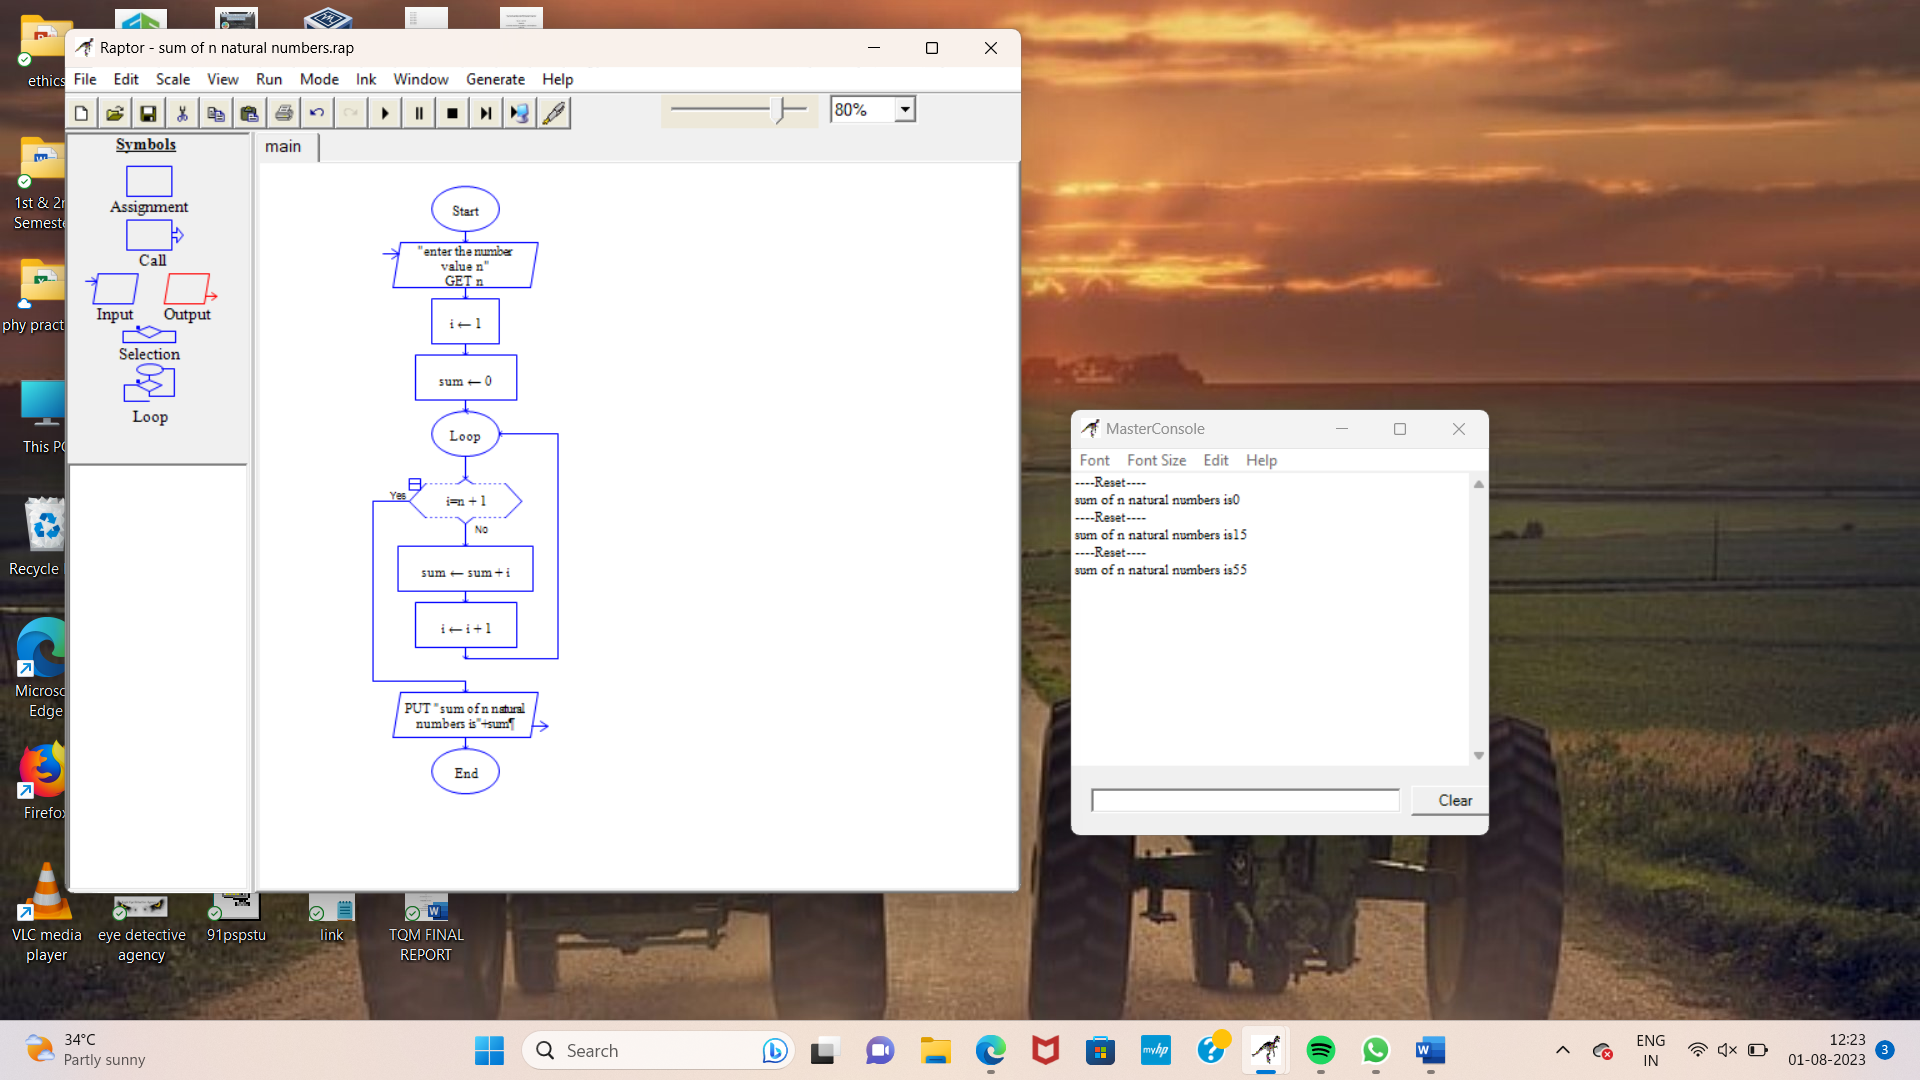 Raptor - sum of n natural numbers.rap
File Edit Scale View Run Mode Ink Window Generate Help
80%
Symbols
Assignment
Call
Input Output
Selection
Loop
main
Start
"enter the number
value n"
GET n
i ← 1
sum ← 0
Loop
i=n + 1
Yes
No
sum ← sum + i
i ← i + 1
PUT "sum of n natural
numbers is"+sum¶
End
MasterConsole
Font Font Size Edit Help
----Reset----
sum of n natural numbers is0
----Reset----
sum of n natural numbers is15
----Reset----
sum of n natural numbers is55
Clear
ethics
1st & 2n
Semeste
phy pract
This PC
Recycle
Microso
Edge
Firefox
VLC media
player
eye detective
agency
91pspstu
link
TQM FINAL
REPORT
34°C
Partly sunny
Search
myhp
ENG
IN
12:23
01-08-2023
3